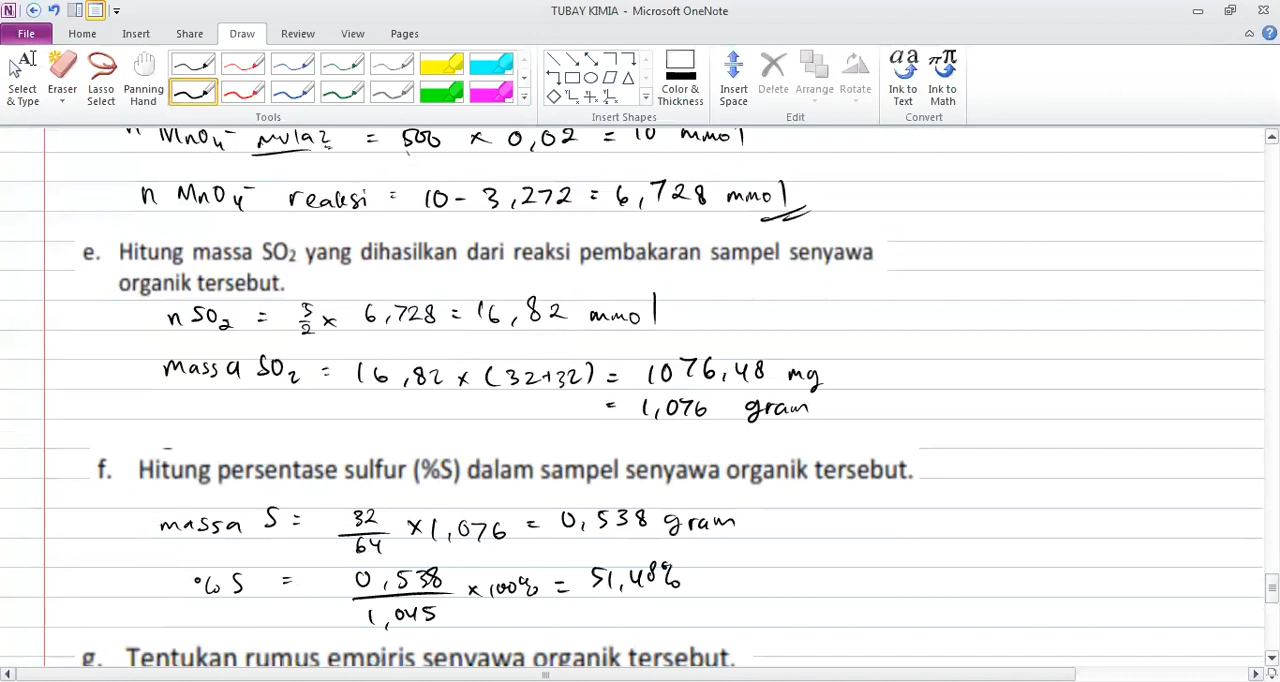 TUBAY KIMIA - Microsoft OneNote
File Home Insert Share Draw Review View Pages
Select & Type Eraser Lasso Select Panning Hand Color & Thickness Insert Space Delete Arrange Rotate Ink to Text Ink to Math
Tools Insert Shapes Edit Convert
n MnO4⁻ mula2 = 500 x 0,02 = 10 mmol
n MnO4⁻ reaksi = 10 - 3,272 = 6,728 mmol
e. Hitung massa SO₂ yang dihasilkan dari reaksi pembakaran sampel senyawa
organik tersebut.
n SO₂ = 5/2 x 6,728 = 16,82 mmol
massa SO₂ = 16,82 x (32+32) = 1076,48 mg
= 1,076 gram
f. Hitung persentase sulfur (%S) dalam sampel senyawa organik tersebut.
massa S = 32/64 x 1,076 = 0,538 gram
%S = 0,538/1,045 x 100% = 51,48%
g. Tentukan rumus empiris senyawa organik tersebut.